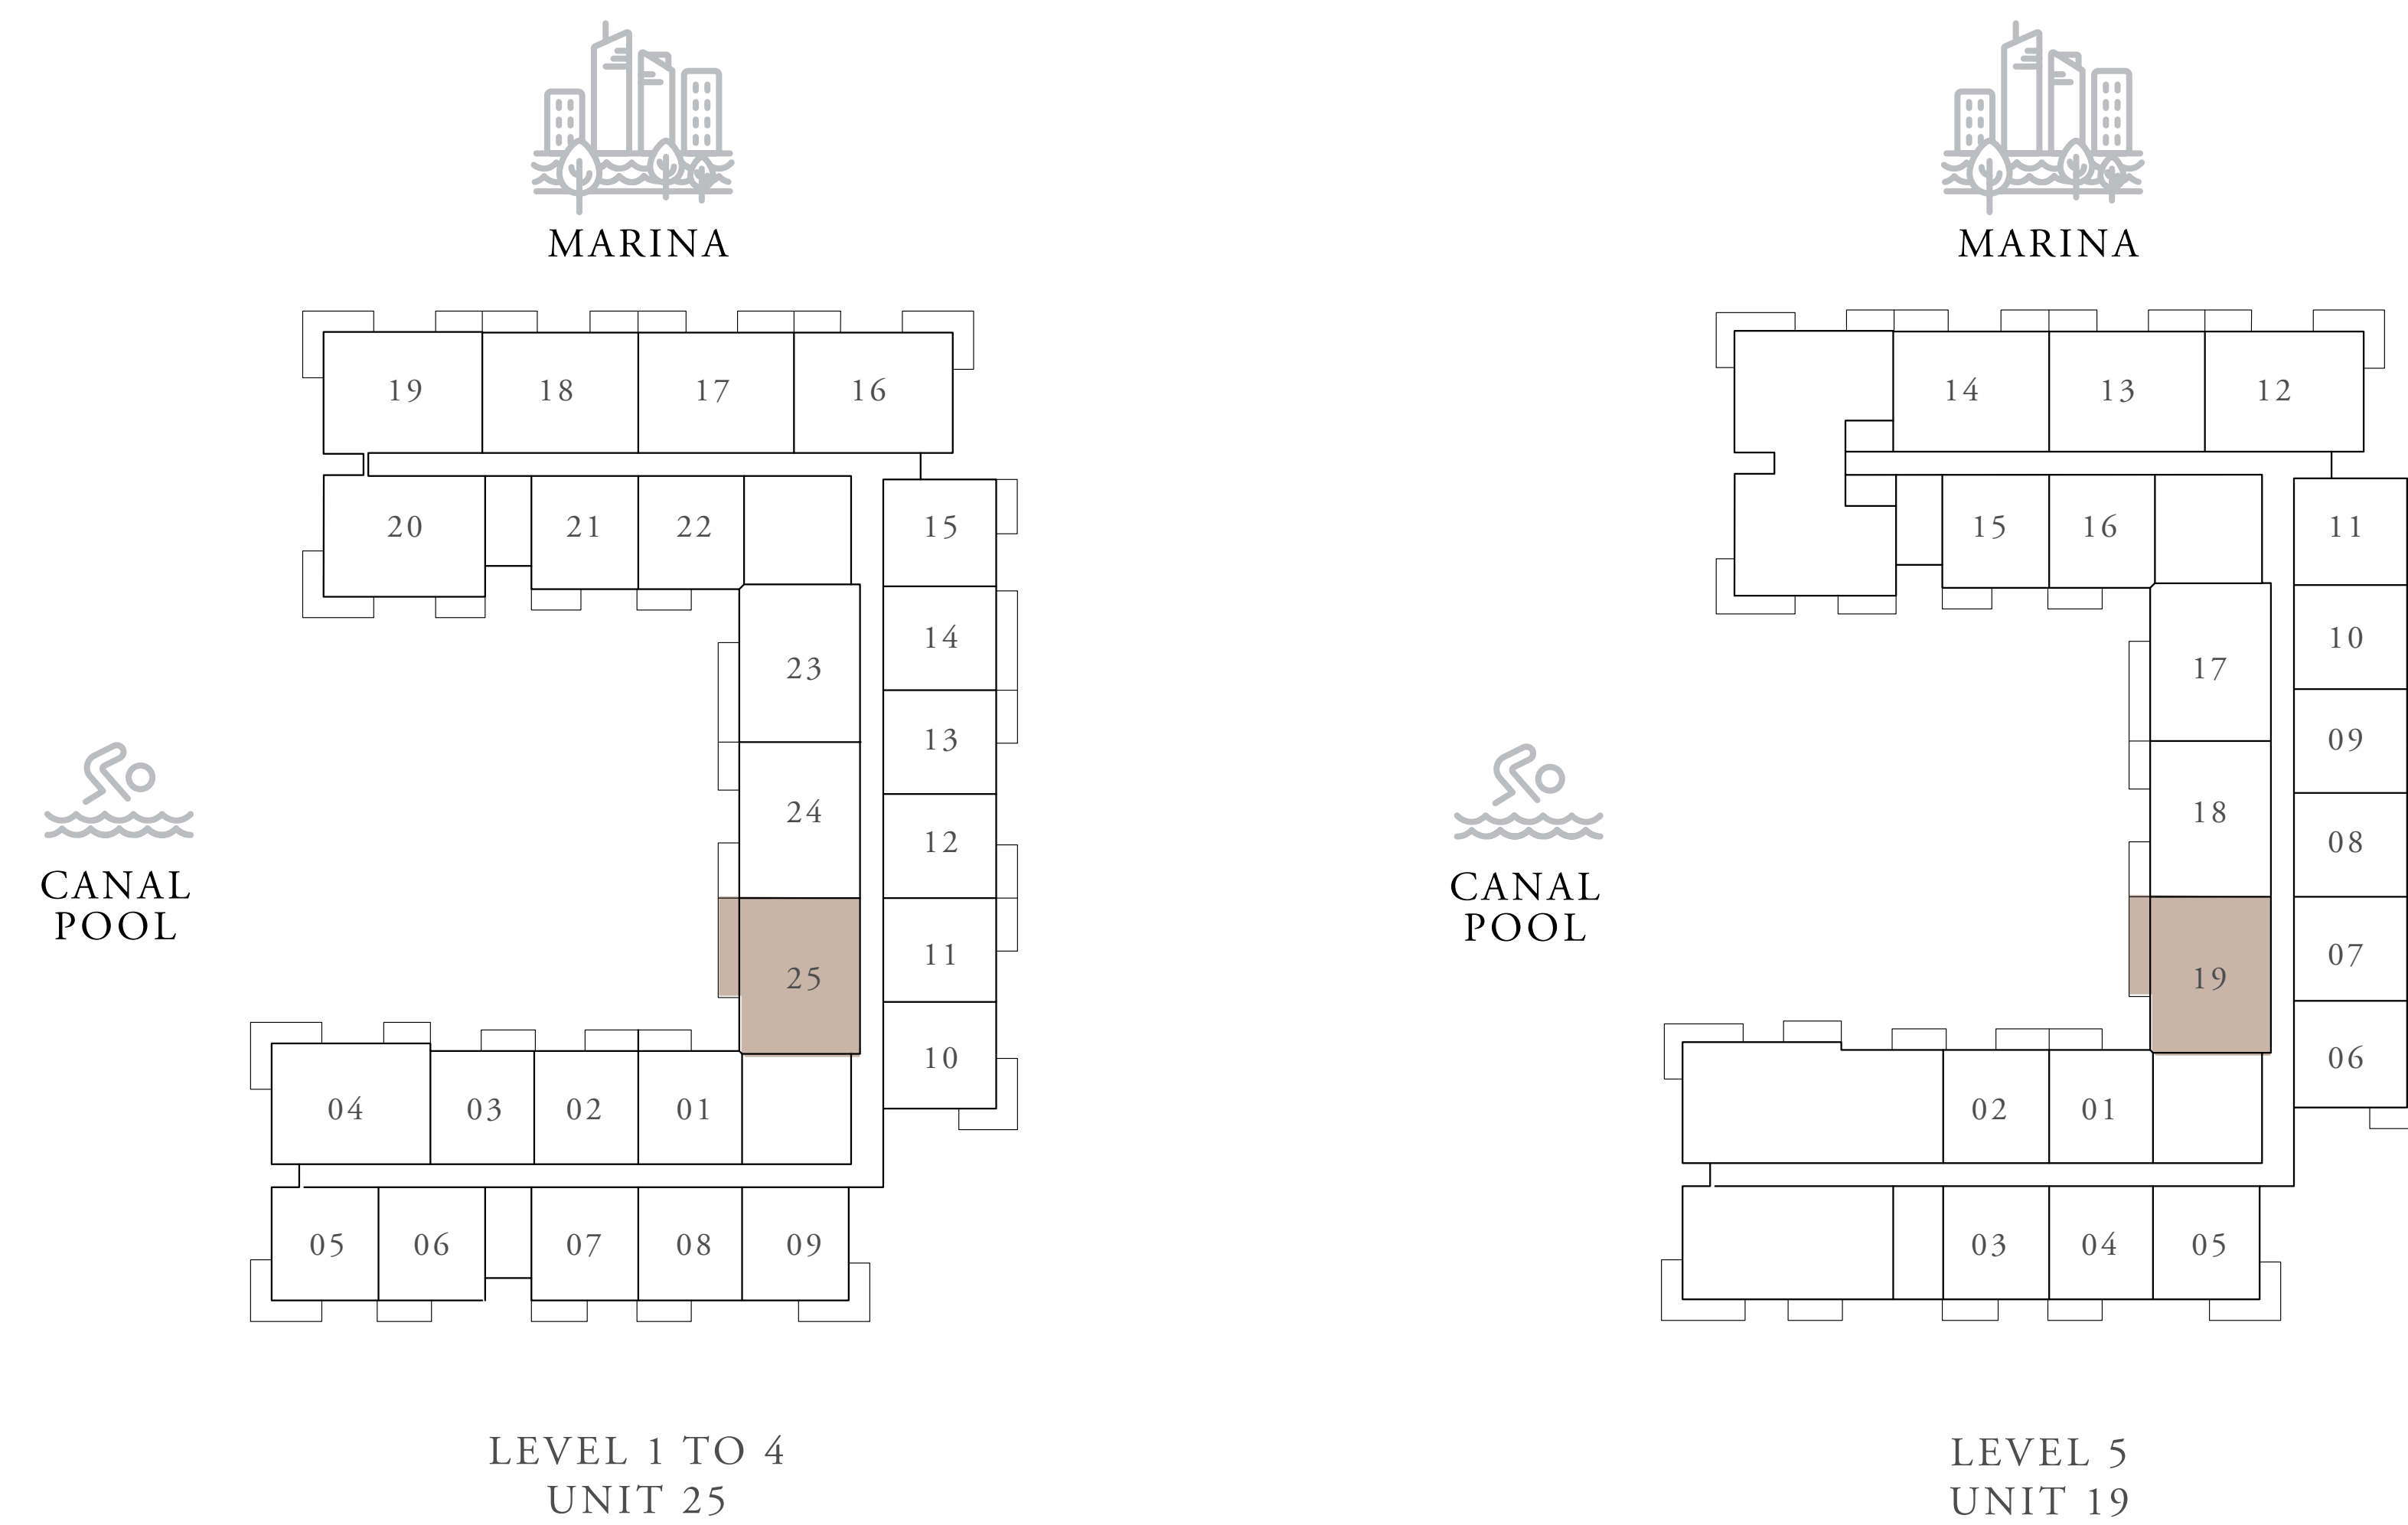 MARINA
19 18 17 16
20 21 22 15
14
23
13
24
12
CANAL
POOL
11
25
10
04 03 02 01
05 06 07 08 09
LEVEL 1 TO 4
UNIT 25
MARINA
14 13 12
15 16 11
10
17
09
18
08
CANAL
POOL
07
19
06
02 01
03 04 05
LEVEL 5
UNIT 19